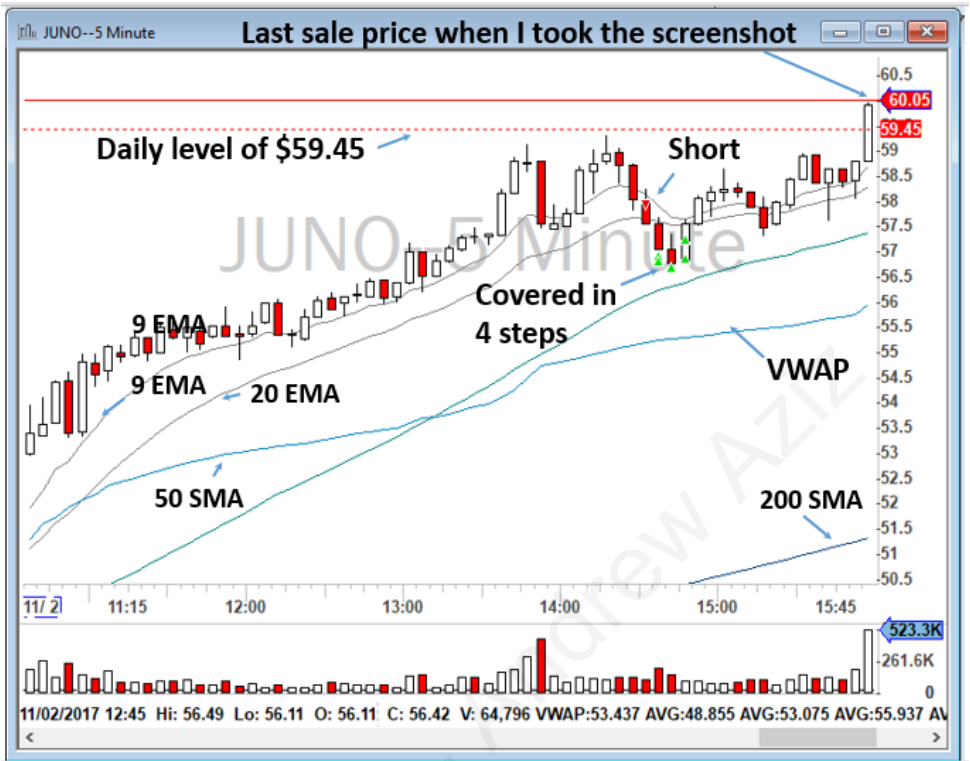 JUNO--5 Minute
Last sale price when I took the screenshot
60.5
60.05
59.45
59
58.5
58
57.5
57
56.5
56
55.5
55
54.5
54
53.5
53
52.5
52
51.5
51
50.5
Daily level of $59.45
Short
JUNO--5 Minute
Covered in
4 steps
9 EMA
9 EMA
20 EMA
VWAP
50 SMA
200 SMA
Andrew Aziz
11/ 2
11:15
12:00
13:00
14:00
15:00
15:45
523.3K
261.6K
0
11/02/2017 12:45 Hi: 56.49 Lo: 56.11 O: 56.11 C: 56.42 V: 64,796 VWAP:53.437 AVG:48.855 AVG:53.075 AVG:55.937 AV